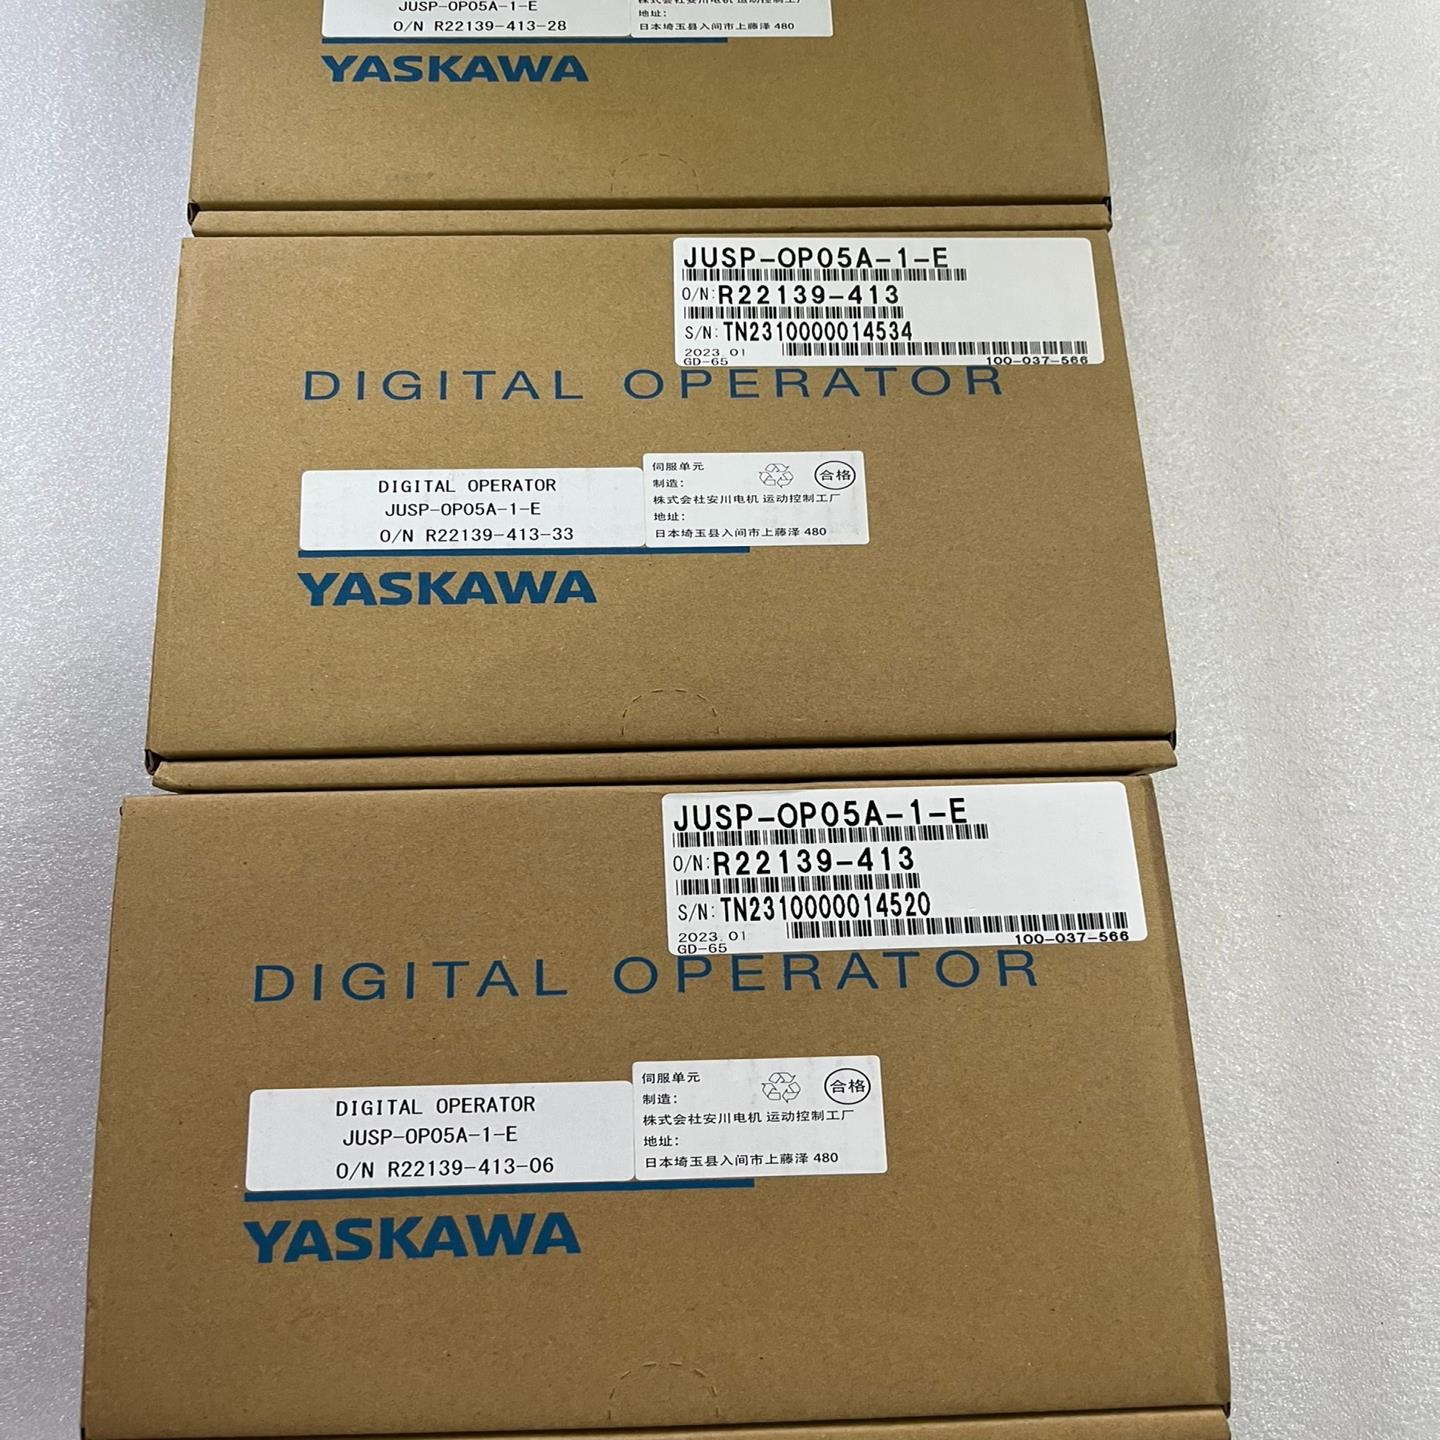 JUSP-OP05A-1-E
O/N R22139-413-28
地址:
日本埼玉县入间市上藤泽 480
YASKAWA
JUSP-OP05A-1-E
O/N: R22139-413
S/N: TN2310000014534
2023.01
GD-65
100-037-566
DIGITAL OPERATOR
DIGITAL OPERATOR
JUSP-OP05A-1-E
O/N R22139-413-33
伺服单元
合格
制造:
株式会社安川电机 运动控制工厂
地址:
日本埼玉县入间市上藤泽 480
YASKAWA
JUSP-OP05A-1-E
O/N: R22139-413
S/N: TN2310000014520
2023.01
GD-65
100-037-566
DIGITAL OPERATOR
DIGITAL OPERATOR
JUSP-OP05A-1-E
O/N R22139-413-06
伺服单元
合格
制造:
株式会社安川电机 运动控制工厂
地址:
日本埼玉县入间市上藤泽 480
YASKAWA